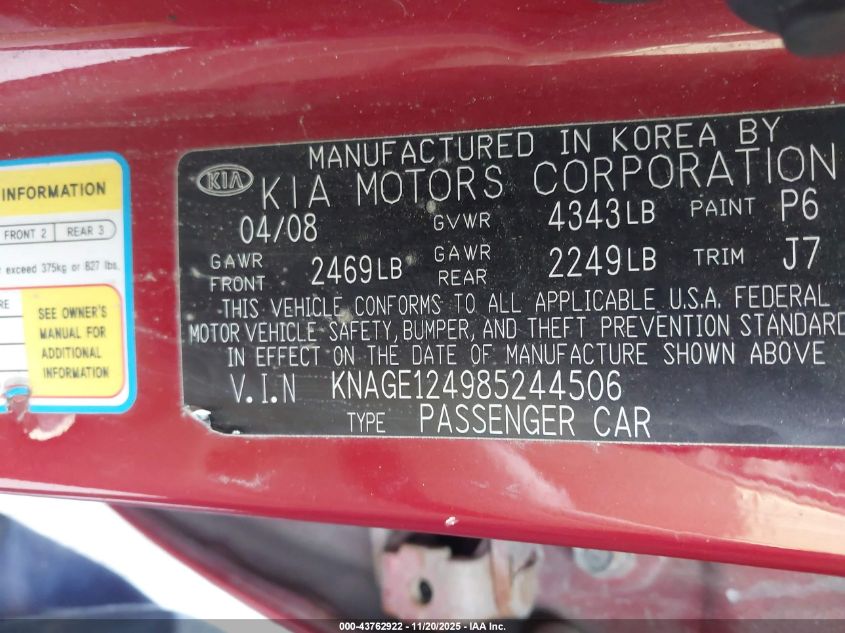 INFORMATION
FRONT 2 REAR 3
exceed 375kg or 827 lbs.
SEE OWNER'S
MANUAL FOR
ADDITIONAL
INFORMATION
MANUFACTURED IN KOREA BY
KIA KIA MOTORS CORPORATION
04/08 GVWR 4343LB PAINT P6
GAWR FRONT 2469LB GAWR REAR 2249LB TRIM J7
THIS VEHICLE CONFORMS TO ALL APPLICABLE U.S.A. FEDERAL
MOTOR VEHICLE SAFETY, BUMPER, AND THEFT PREVENTION STANDARD
IN EFFECT ON THE DATE OF MANUFACTURE SHOWN ABOVE
V.I.N KNAGE124985244506
TYPE PASSENGER CAR
000-43762922 - 11/20/2025 - IAA Inc.